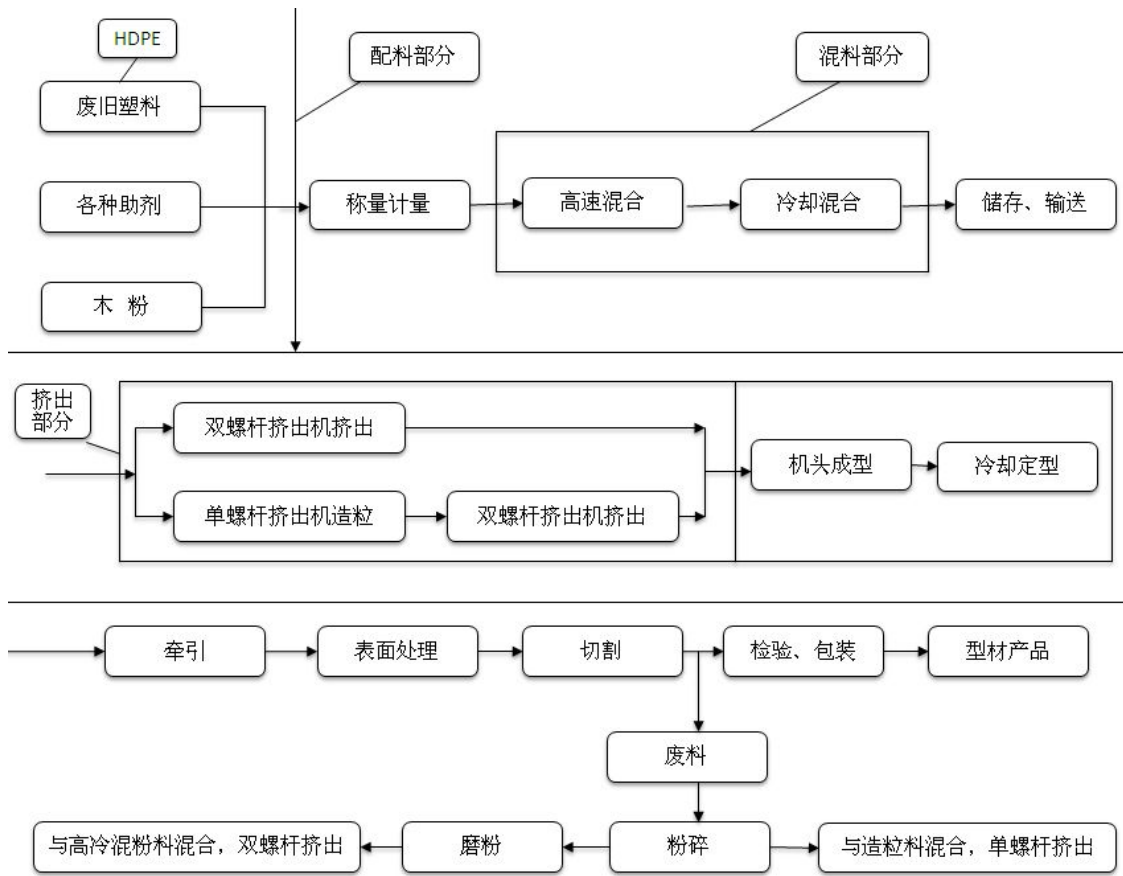 HDPE
废旧塑料
各种助剂
木 粉
配料部分
称量计量
混料部分
高速混合
冷却混合
储存、输送
挤出
部分
双螺杆挤出机挤出
单螺杆挤出机造粒
双螺杆挤出机挤出
机头成型
冷却定型
牵引
表面处理
切割
检验、包装
型材产品
废料
粉碎
磨粉
与高冷混粉料混合，双螺杆挤出
与造粒料混合，单螺杆挤出